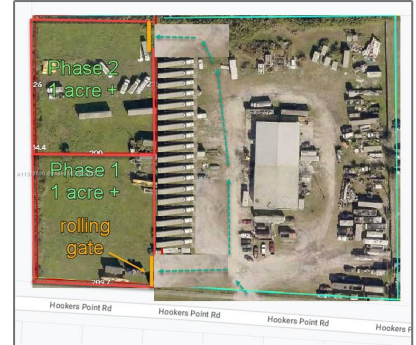 Phase 2
1 acre +
200
Phase 1
1 acre +
rolling
gate
Hookers Point Rd
Hookers Point Rd
Hookers Point Rd
Hookers P